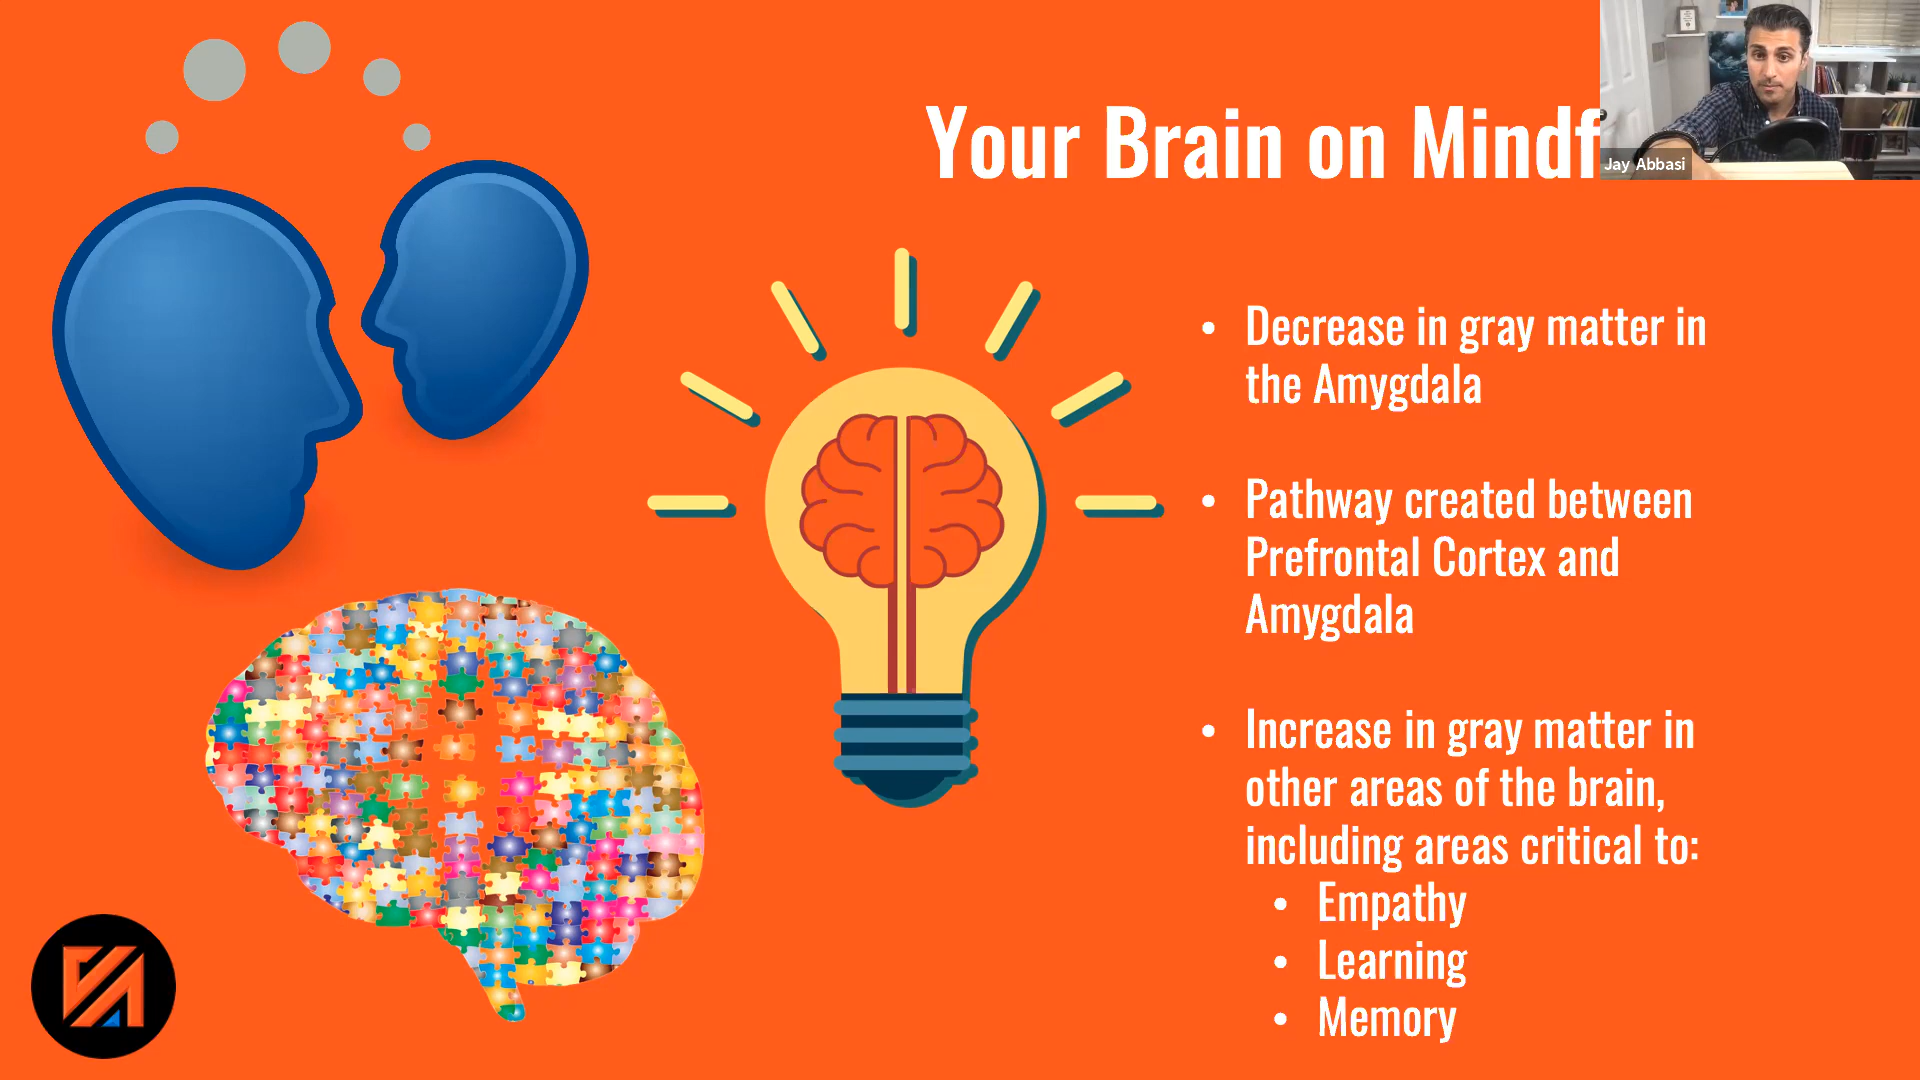 Your Brain on Mindf
Jay Abbasi
• Decrease in gray matter in
the Amygdala
• Pathway created between
Prefrontal Cortex and
Amygdala
• Increase in gray matter in
other areas of the brain,
including areas critical to:
• Empathy
• Learning
• Memory